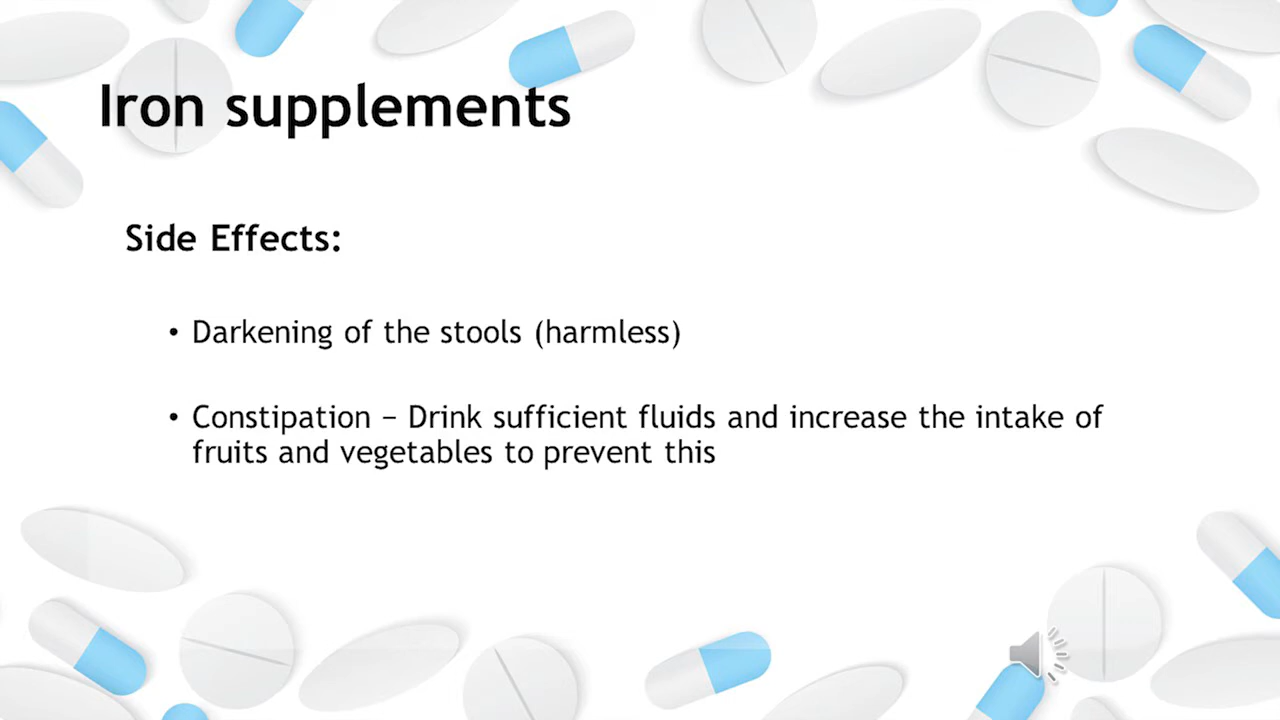 Iron supplements
Side Effects:
• Darkening of the stools (harmless)
• Constipation – Drink sufficient fluids and increase the intake of
fruits and vegetables to prevent this